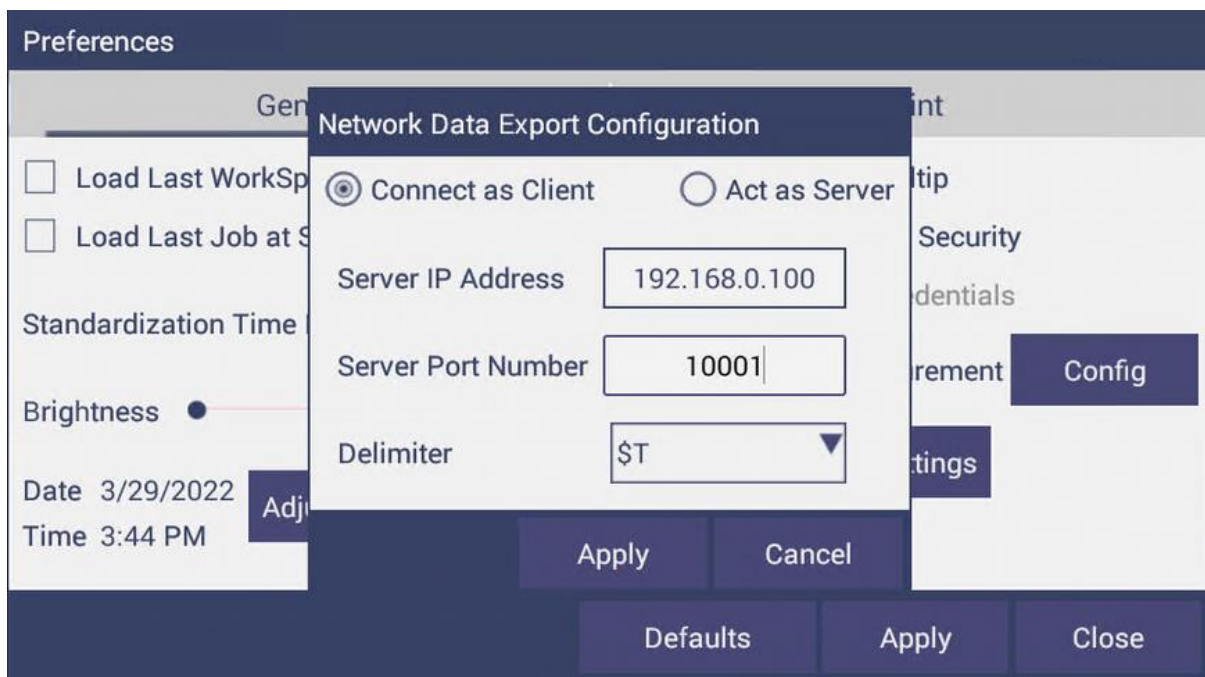 Preferences
Gen
int
Network Data Export Configuration
Load Last WorkSp
Connect as Client
Act as Server
ltip
Load Last Job at S
Security
Server IP Address
192.168.0.100
dentials
Standardization Time
Server Port Number
10001
rement
Config
Brightness
Delimiter
$T
ttings
Date 3/29/2022
Adju
Time 3:44 PM
Apply
Cancel
Defaults
Apply
Close